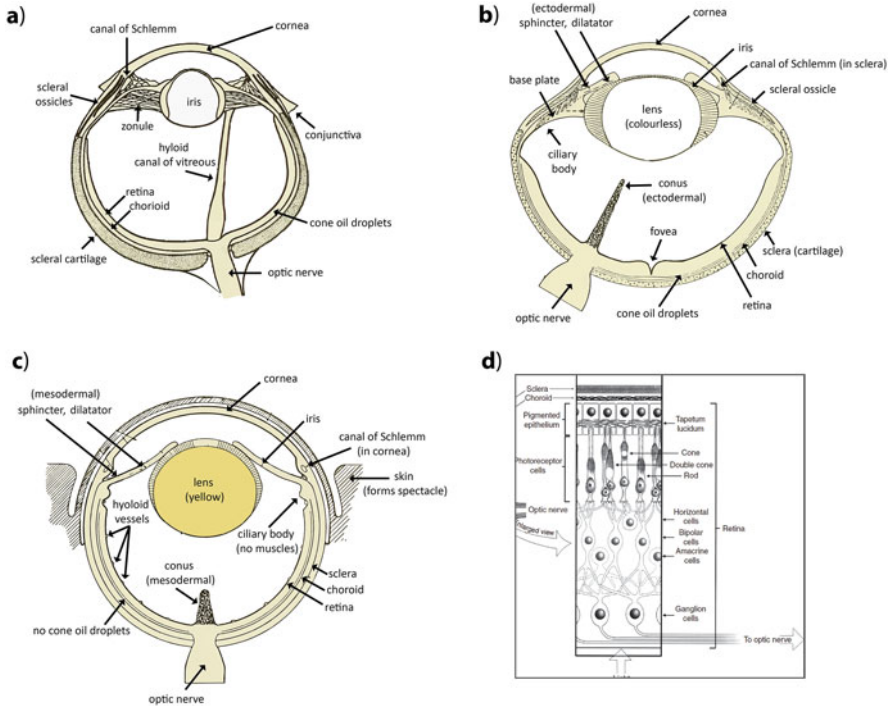 a)
canal of Schlemm
cornea
scleral
ossicles
iris
zonule
conjunctiva
hyloid
canal of vitreous
retina
chorioid
cone oil droplets
scleral cartilage
optic nerve
b)
(ectodermal)
sphincter, dilatator
cornea
iris
canal of Schlemm (in sclera)
base plate
scleral ossicle
lens
(colourless)
ciliary
body
conus
(ectodermal)
fovea
sclera (cartilage)
choroid
retina
optic nerve
cone oil droplets
c)
cornea
(mesodermal)
sphincter, dilatator
iris
canal of Schlemm
(in cornea)
lens
(yellow)
skin
(forms spectacle)
hyoloid
vessels
ciliary body
(no muscles)
conus
(mesodermal)
sclera
choroid
retina
no cone oil droplets
optic nerve
d)
Sclera
Choroid
Pigmented
epithelium
Tapetum
lucidum
Photoreceptor
cells
Cone
Double cone
Rod
Optic nerve
Enlarged view
Horizontal
cells
Bipolar
cells
Retina
Amacrine
cells
Ganglion
cells
To optic nerve